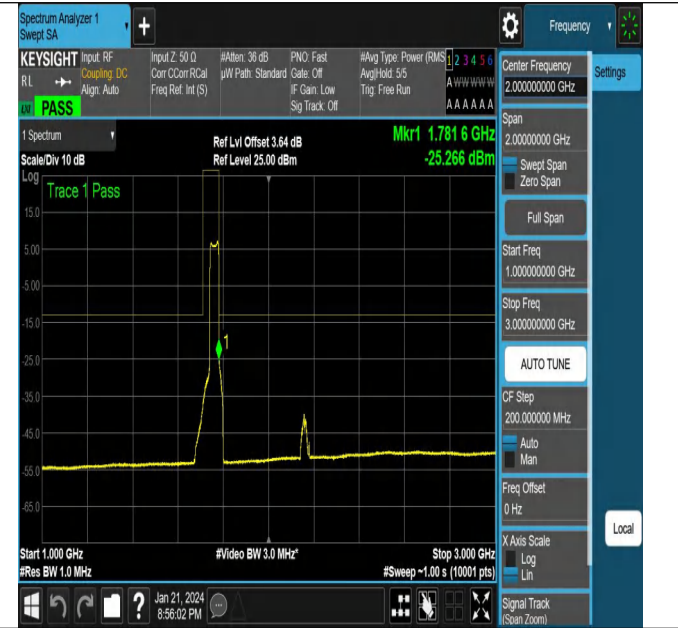 Spectrum Analyzer 1
Swept SA
+
Frequency
KEYSIGHT
RL
LXI PASS
Input: RF
Coupling: DC
Align: Auto
Input Z: 50 Ω
Corr CCorr RCal
Freq Ref: Int (S)
#Atten: 36 dB
µW Path: Standard
PNO: Fast
Gate: Off
IF Gain: Low
Sig Track: Off
#Avg Type: Power (RMS
Avg|Hold: 5/5
Trig: Free Run
1 2 3 4 5 6
A W W W W W
A A A A A A
1 Spectrum
Scale/Div 10 dB
Log
Ref Lvl Offset 3.64 dB
Ref Level 25.00 dBm
Mkr1 1.781 6 GHz
-25.266 dBm
Trace 1 Pass
15.0
5.00
-5.00
-15.0
-25.0
-35.0
-45.0
-55.0
-65.0
1
Start 1.000 GHz
#Res BW 1.0 MHz
#Video BW 3.0 MHz*
Stop 3.000 GHz
#Sweep ~1.00 s (10001 pts)
Center Frequency
2.000000000 GHz
Settings
Span
2.00000000 GHz
Swept Span
Zero Span
Full Span
Start Freq
1.000000000 GHz
Stop Freq
3.000000000 GHz
AUTO TUNE
CF Step
200.000000 MHz
Auto
Man
Freq Offset
0 Hz
X Axis Scale
Log
Lin
Local
Signal Track
(Span Zoom)
?
Jan 21, 2024
8:56:02 PM